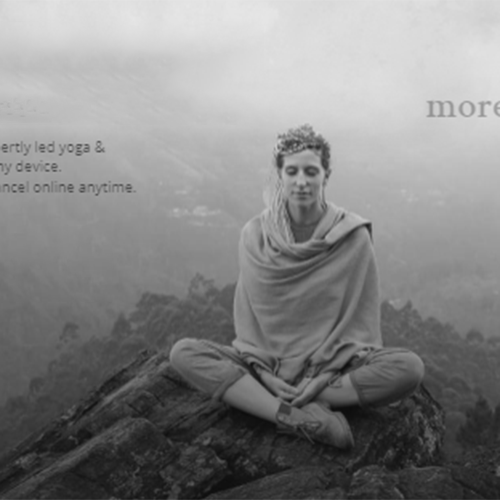 more
ertly led yoga &
ny device.
ancel online anytime.